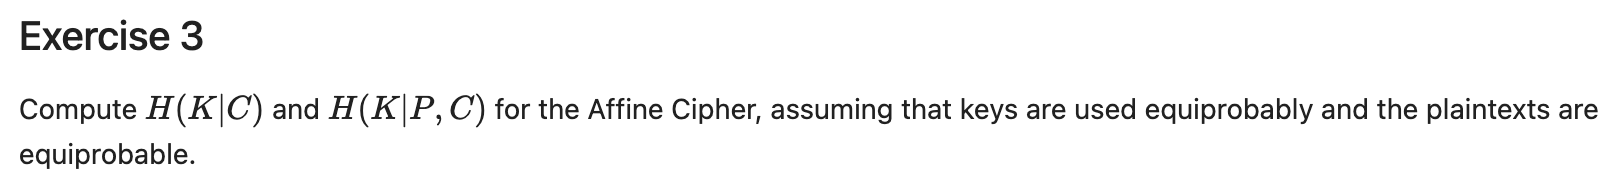 Exercise 3
Compute H(K|C) and H(K|P, C) for the Affine Cipher, assuming that keys are used equiprobably and the plaintexts are
equiprobable.